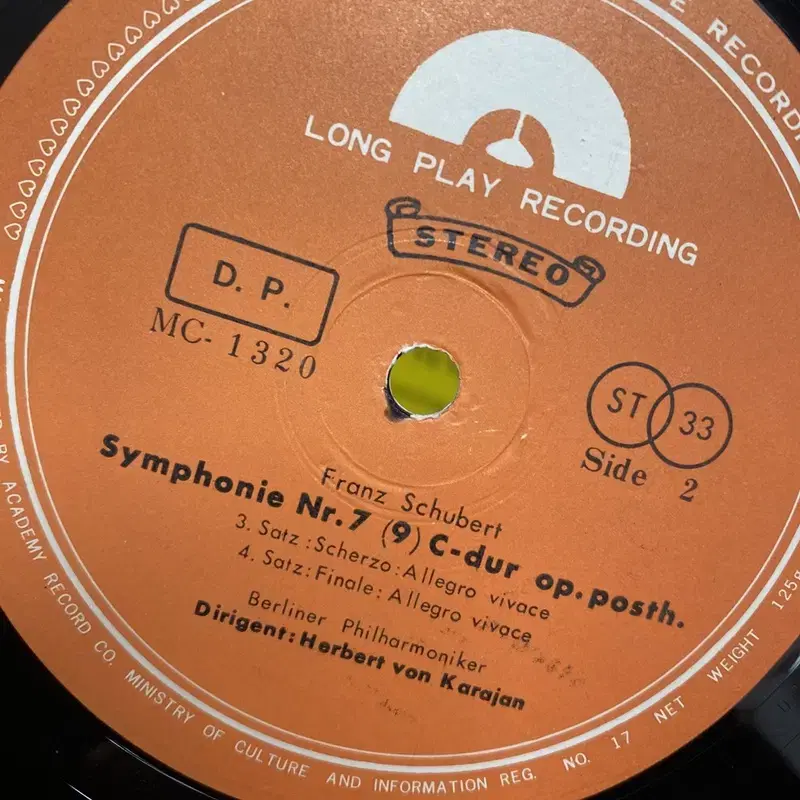 LONG PLAY RECORDING
STEREO
D. P.
MC- 1320
ST 33
Side 2
Franz Schubert
Symphonie Nr.7 (9) C-dur op.posth.
3. Satz:Scherzo:Allegro vivace
4. Satz:Finale:Allegro vivace
Berliner Philharmoniker
Dirigent:Herbert von Karajan
BY ACADEMY RECORD CO. MINISTRY OF CULTURE AND INFORMATION REG. NO. 17 NET WEIGHT 125g